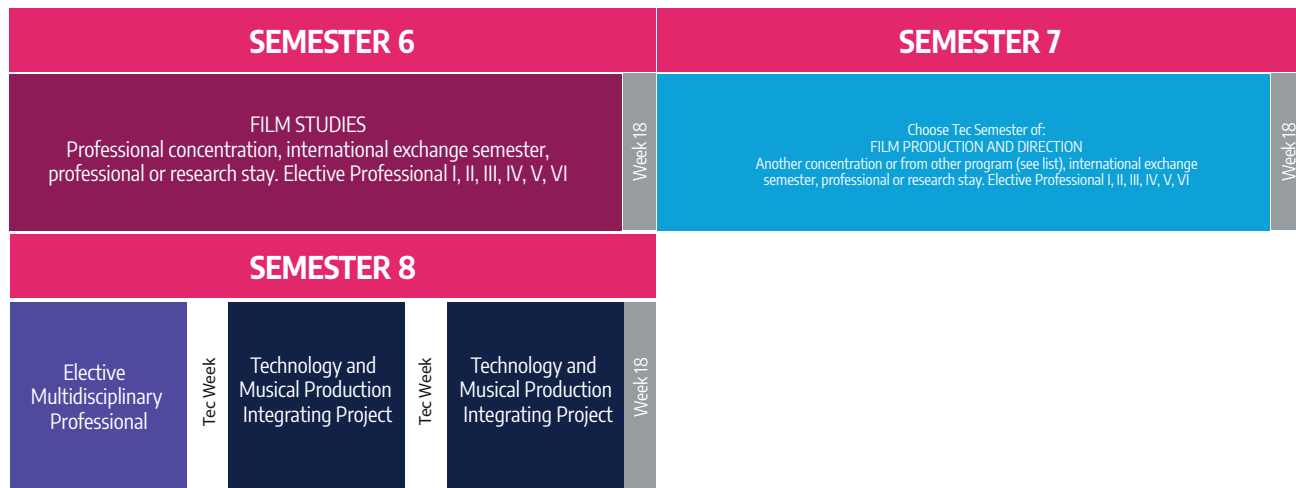 SEMESTER 6
FILM STUDIES
Professional concentration, international exchange semester,
professional or research stay. Elective Professional I, II, III, IV, V, VI
Week 18
SEMESTER 7
Choose Tec Semester of:
FILM PRODUCTION AND DIRECTION
Another concentration or from other program (see list), international exchange
semester, professional or research stay. Elective Professional I, II, III, IV, V, VI
Week 18
SEMESTER 8
Elective
Multidisciplinary
Professional
Tec Week
Technology and
Musical Production
Integrating Project
Tec Week
Technology and
Musical Production
Integrating Project
Week 18